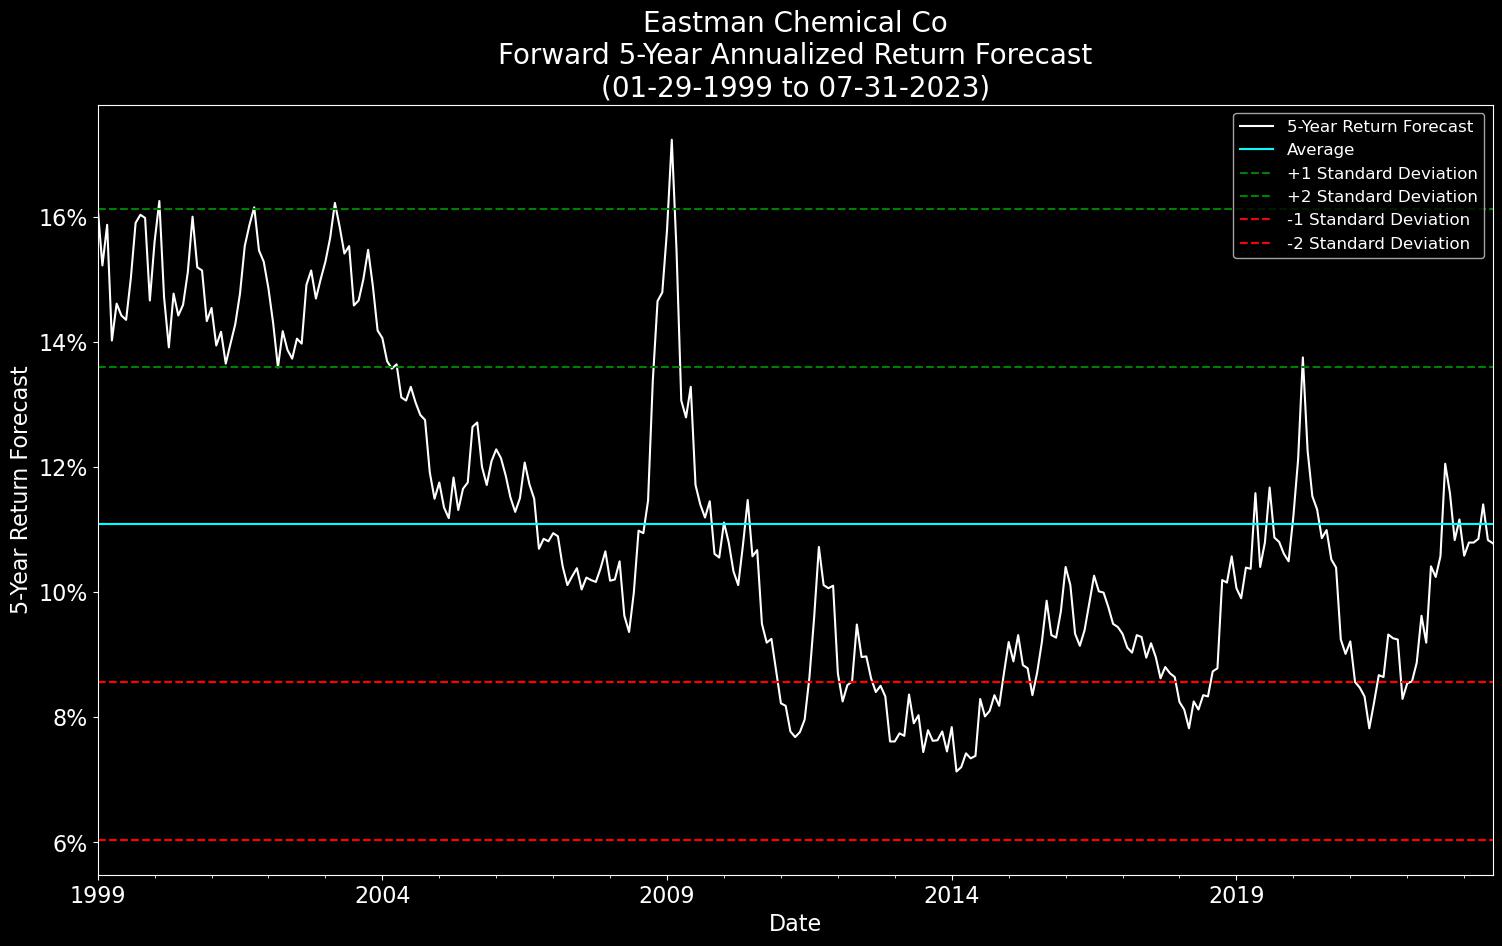 Eastman Chemical Co
Forward 5-Year Annualized Return Forecast
(01-29-1999 to 07-31-2023)
5-Year Return Forecast
Average
+1 Standard Deviation
+2 Standard Deviation
-1 Standard Deviation
-2 Standard Deviation
5-Year Return Forecast
16%
14%
12%
10%
8%
6%
1999
2004
2009
2014
2019
Date